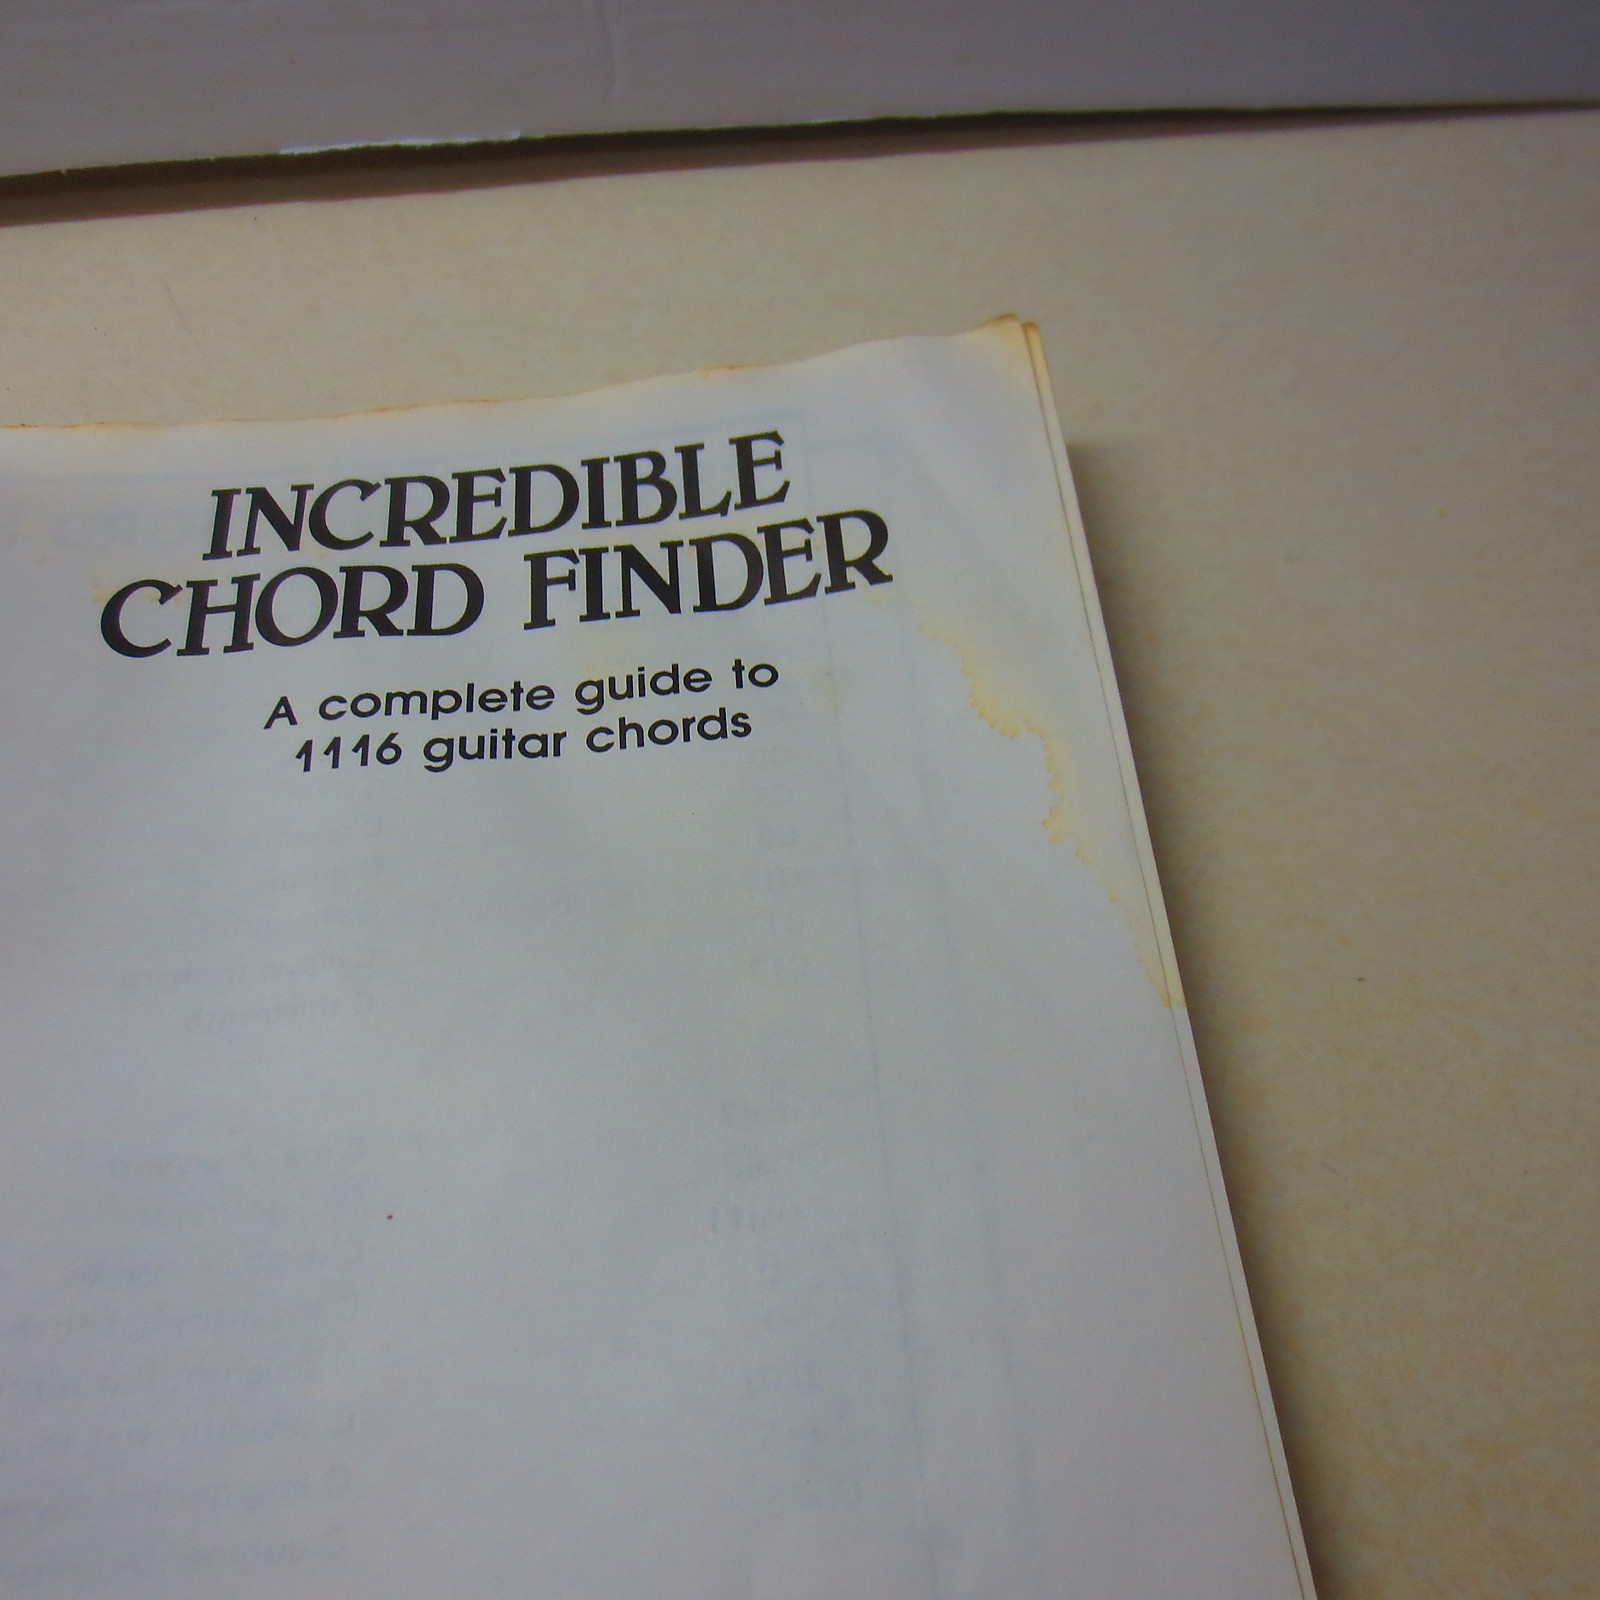 INCREDIBLE
CHORD FINDER
A complete guide to
1116 guitar chords